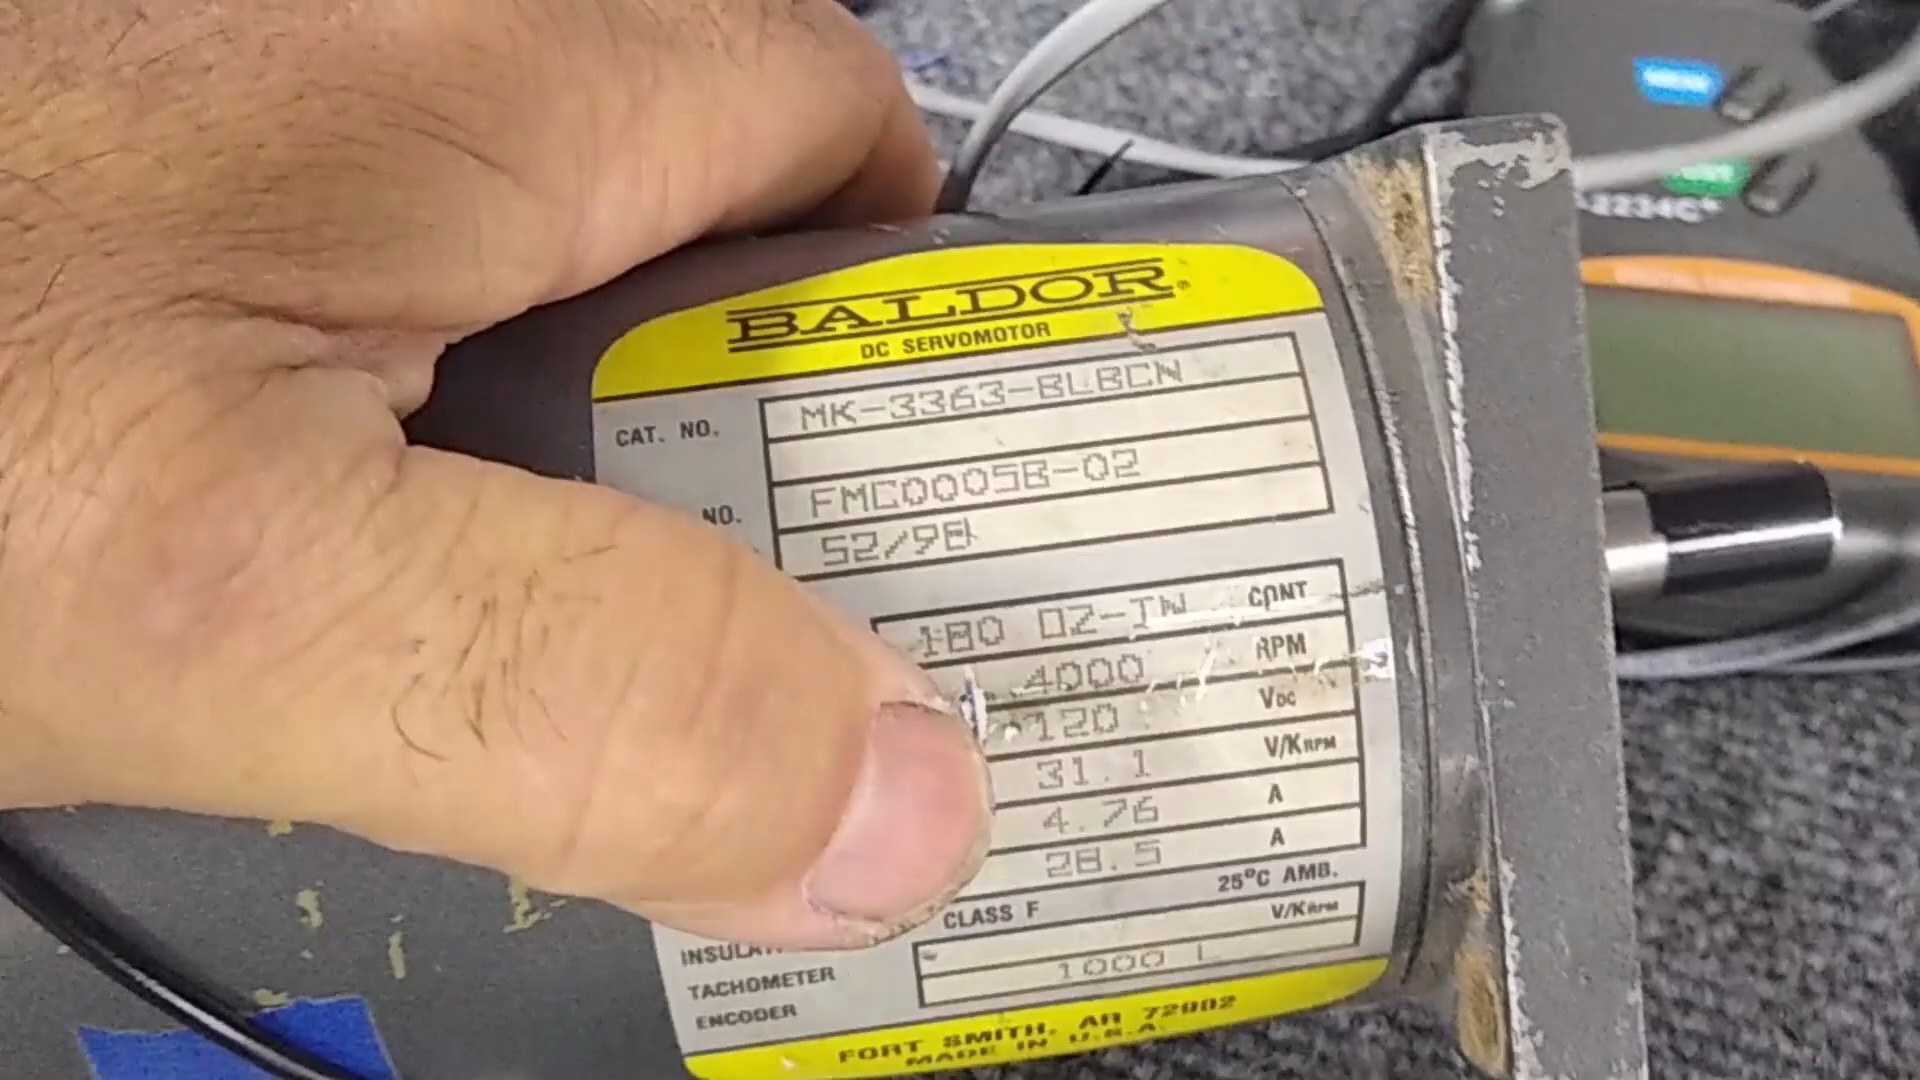 BALDOR
DC SERVOMOTOR
CAT. NO. MK-3363-BLBCN
NO. FMC0005B-02
S2/98
180 OZ-IN CONT
4000 RPM
120 VDC
31.1 V/KRPM
4.76 A
28.5 A
25°C AMB.
CLASS F
TACHOMETER V/KRPM
ENCODER 1000 L
FORT SMITH, AR 72902
MADE IN U.S.A.
2234C+